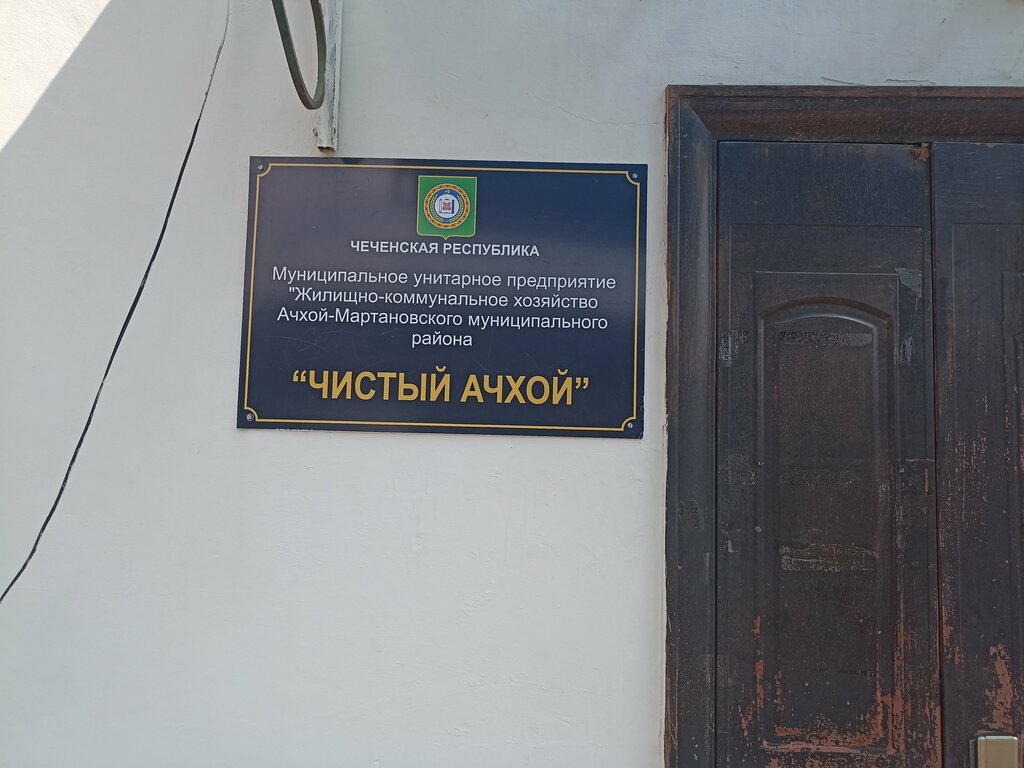 ЧЕЧЕНСКАЯ РЕСПУБЛИКА
Муниципальное унитарное предприятие
"Жилищно-коммунальное хозяйство
Ачхой-Мартановского муниципального
района
“ЧИСТЫЙ АЧХОЙ”